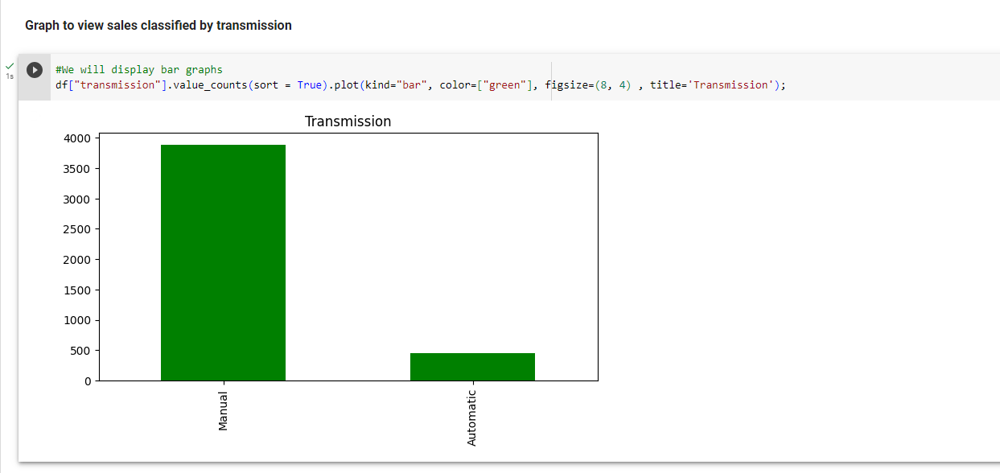 Graph to view sales classified by transmission
1s
#We will display bar graphs
df["transmission"].value_counts(sort = True).plot(kind="bar", color=["green"], figsize=(8, 4) , title='Transmission');
Transmission
4000
3500
3000
2500
2000
1500
1000
500
0
Manual
Automatic